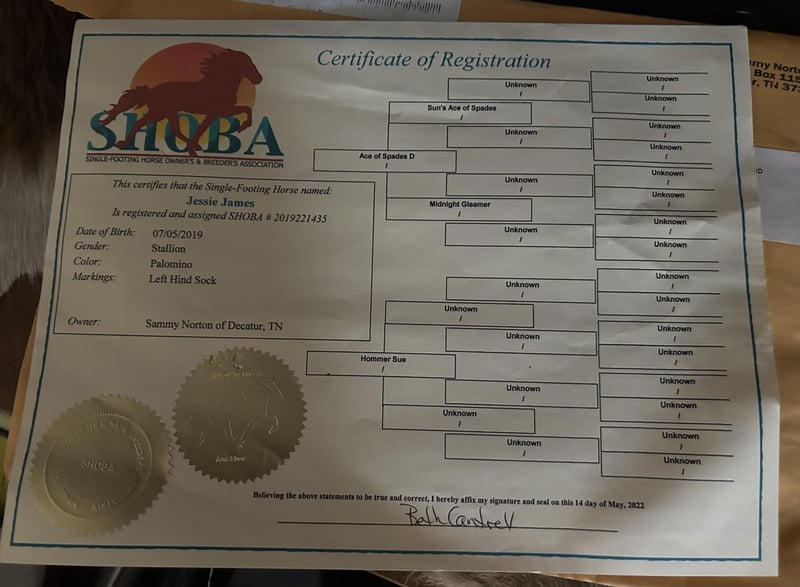 Certificate of Registration
SHOBA
SINGLE-FOOTING HORSE OWNER'S & BREEDER'S ASSOCIATION
This certifies that the Single-Footing Horse named:
Jessie James
Is registered and assigned SHOBA # 2019221435
Date of Birth: 07/05/2019
Gender: Stallion
Color: Palomino
Markings: Left Hind Sock
Owner: Sammy Norton of Decatur, TN
Unknown
/
Unknown
/
Unknown
/
Sun's Ace of Spades
/
Unknown
/
Unknown
/
Unknown
/
Ace of Spades D
/
Unknown
/
Unknown
/
Unknown
/
Midnight Gleamer
/
Unknown
/
Unknown
/
Unknown
/
Unknown
/
Unknown
/
Unknown
/
Unknown
/
Unknown
/
Unknown
/
Unknown
/
Hommer Sue
/
Unknown
/
Unknown
/
Unknown
/
Unknown
/
Unknown
/
Unknown
/
Unknown
/
SHOBA
Believing the above statements to be true and correct, I hereby affix my signature and seal on this 14 day of May, 2022
Beth Cantrell
my Norto
Box 115
r, TN 373